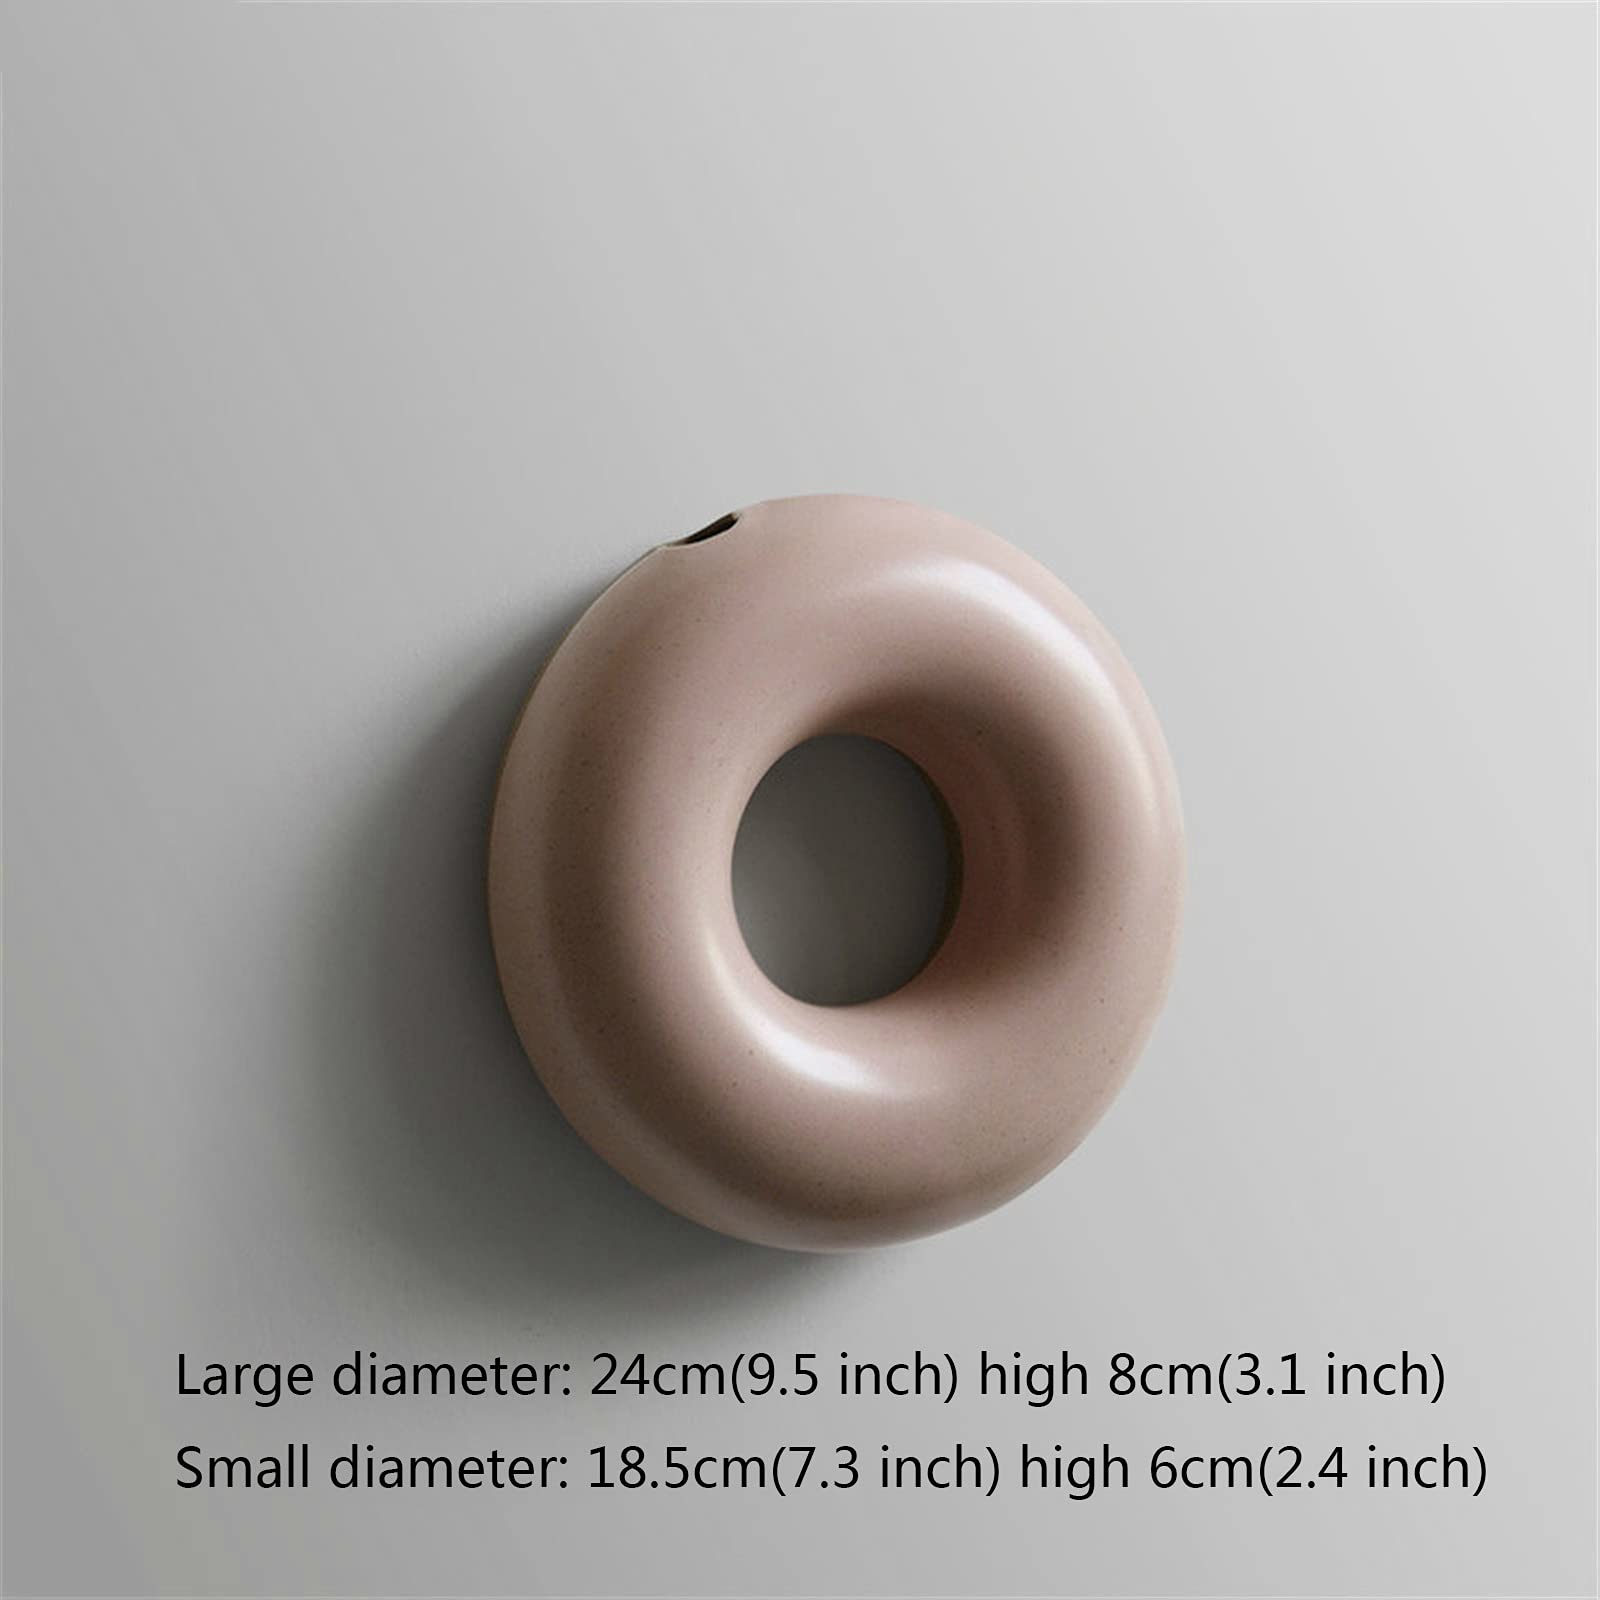 Large diameter: 24cm(9.5 inch) high 8cm(3.1 inch)
Small diameter: 18.5cm(7.3 inch) high 6cm(2.4 inch)